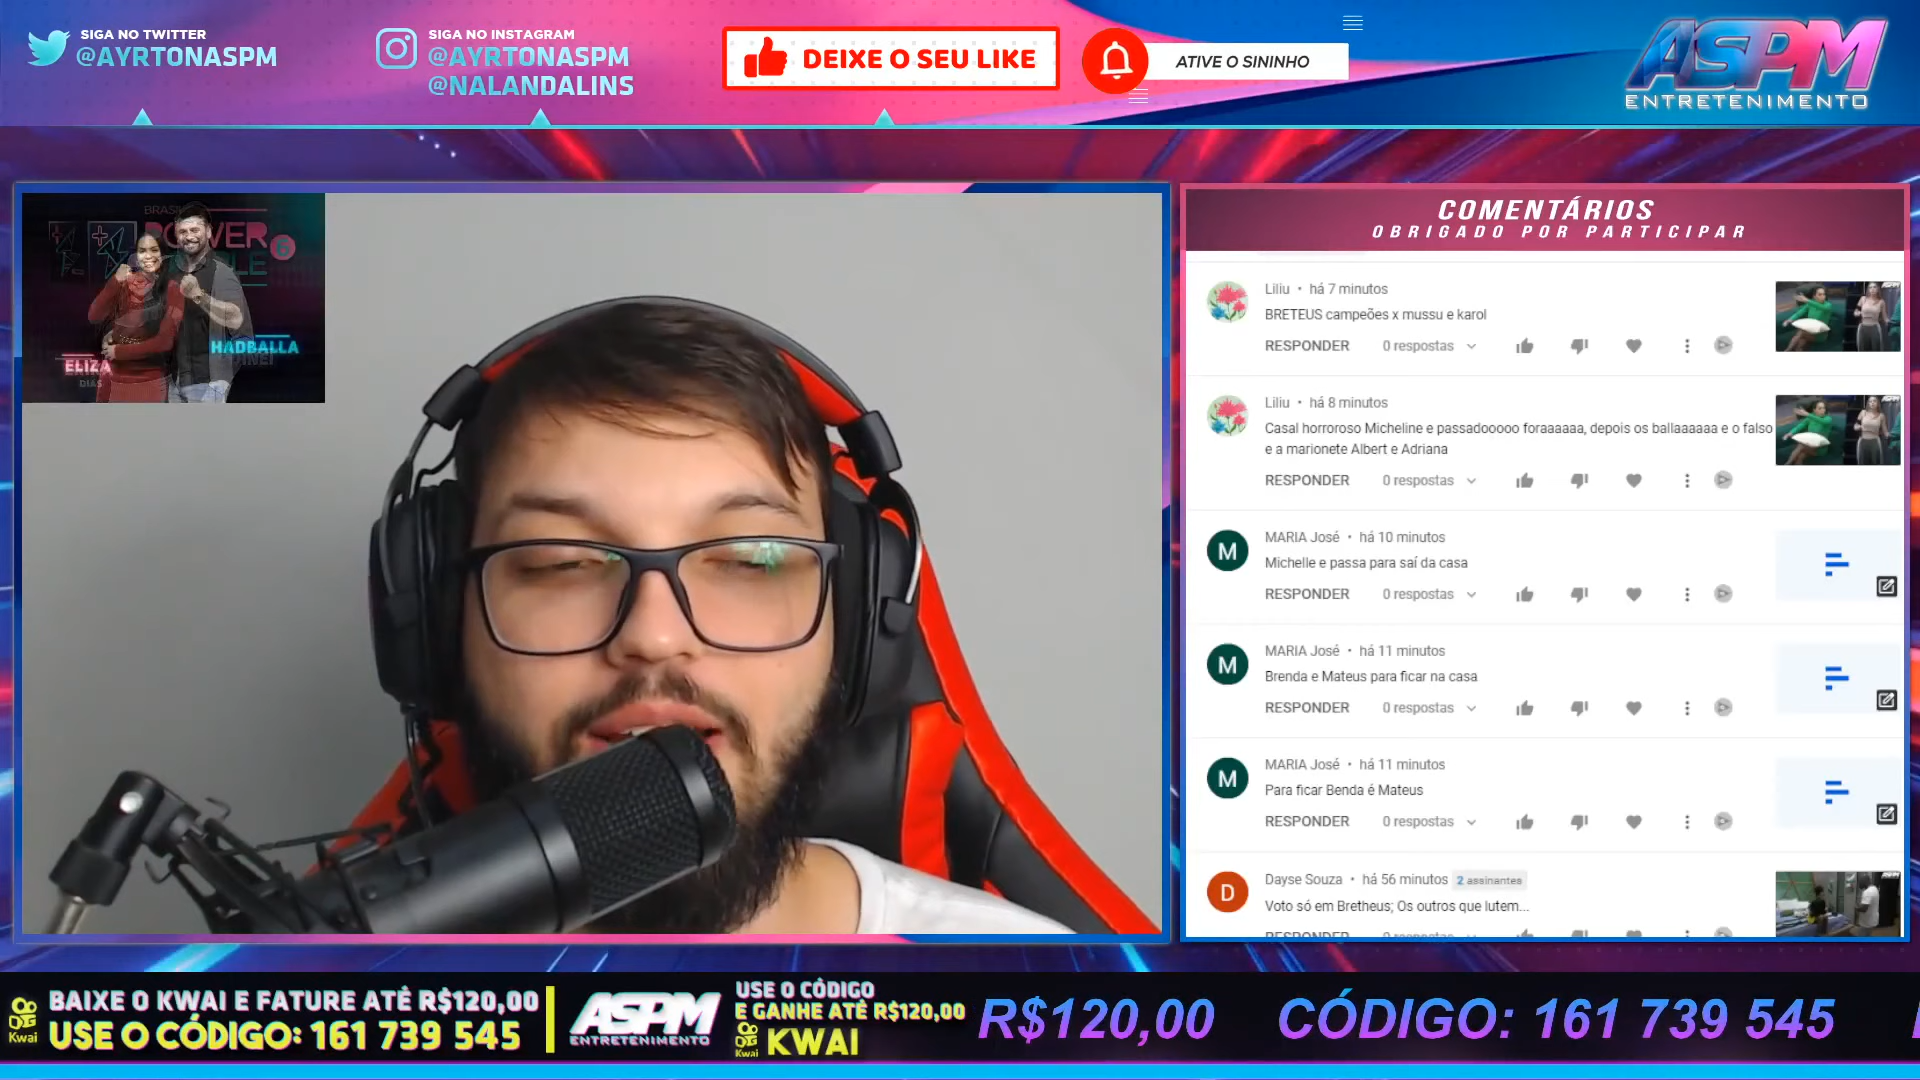 SIGA NO TWITTER
@AYRTONASPM
SIGA NO INSTAGRAM
@AYRTONASPM
@NALANDALINS
DEIXE O SEU LIKE
ATIVE O SININHO
ASPM
ENTRETENIMENTO
POWER
6
ELIZA
DIAS
HADBALLA
COMENTÁRIOS
OBRIGADO POR PARTICIPAR
Liliu • há 7 minutos
BRETEUS campeões x mussu e karol
RESPONDER 0 respostas
Liliu • há 8 minutos
Casal horroroso Micheline e passadooooo foraaaaaa, depois os ballaaaaaa e o falso
e a marionete Albert e Adriana
RESPONDER 0 respostas
M
MARIA José • há 10 minutos
Michelle e passa para saí da casa
RESPONDER 0 respostas
M
MARIA José • há 11 minutos
Brenda e Mateus para ficar na casa
RESPONDER 0 respostas
M
MARIA José • há 11 minutos
Para ficar Benda é Mateus
RESPONDER 0 respostas
D
Dayse Souza • há 56 minutos 2 assinantes
Voto só em Bretheus; Os outros que lutem...
RESPONDER 0 respostas
Kwai
BAIXE O KWAI E FATURE ATÉ R$120,00
USE O CÓDIGO: 161 739 545
ASPM
ENTRETENIMENTO
USE O CÓDIGO
E GANHE ATÉ R$120,00
Kwai
KWAI
R$120,00 CÓDIGO: 161 739 545